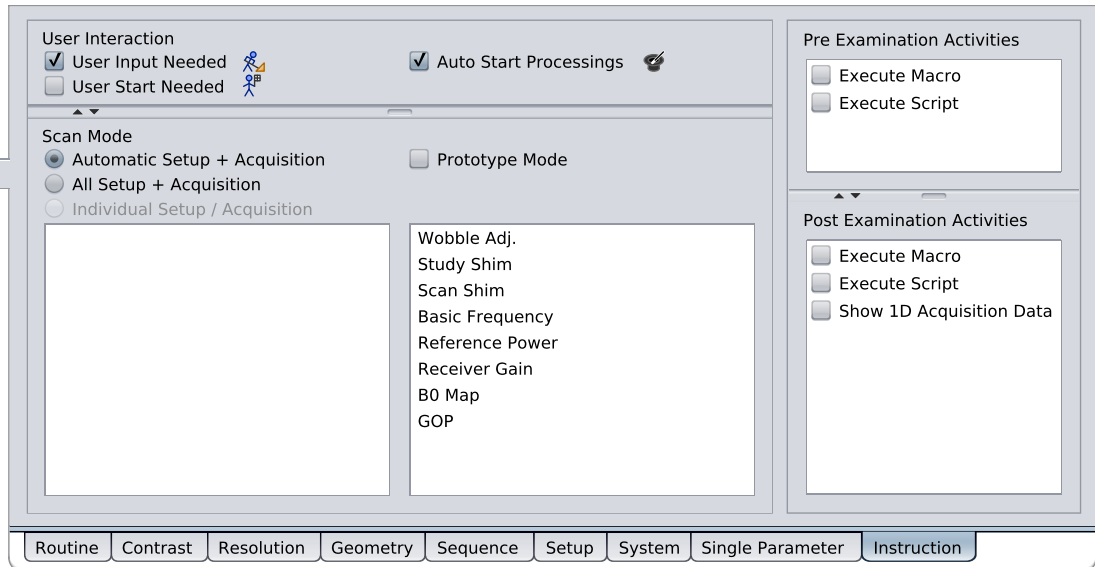 User Interaction
User Input Needed
Auto Start Processings
User Start Needed
Scan Mode
Automatic Setup + Acquisition
Prototype Mode
All Setup + Acquisition
Individual Setup / Acquisition
Wobble Adj.
Study Shim
Scan Shim
Basic Frequency
Reference Power
Receiver Gain
B0 Map
GOP
Pre Examination Activities
Execute Macro
Execute Script
Post Examination Activities
Execute Macro
Execute Script
Show 1D Acquisition Data
Routine Contrast Resolution Geometry Sequence Setup System Single Parameter Instruction